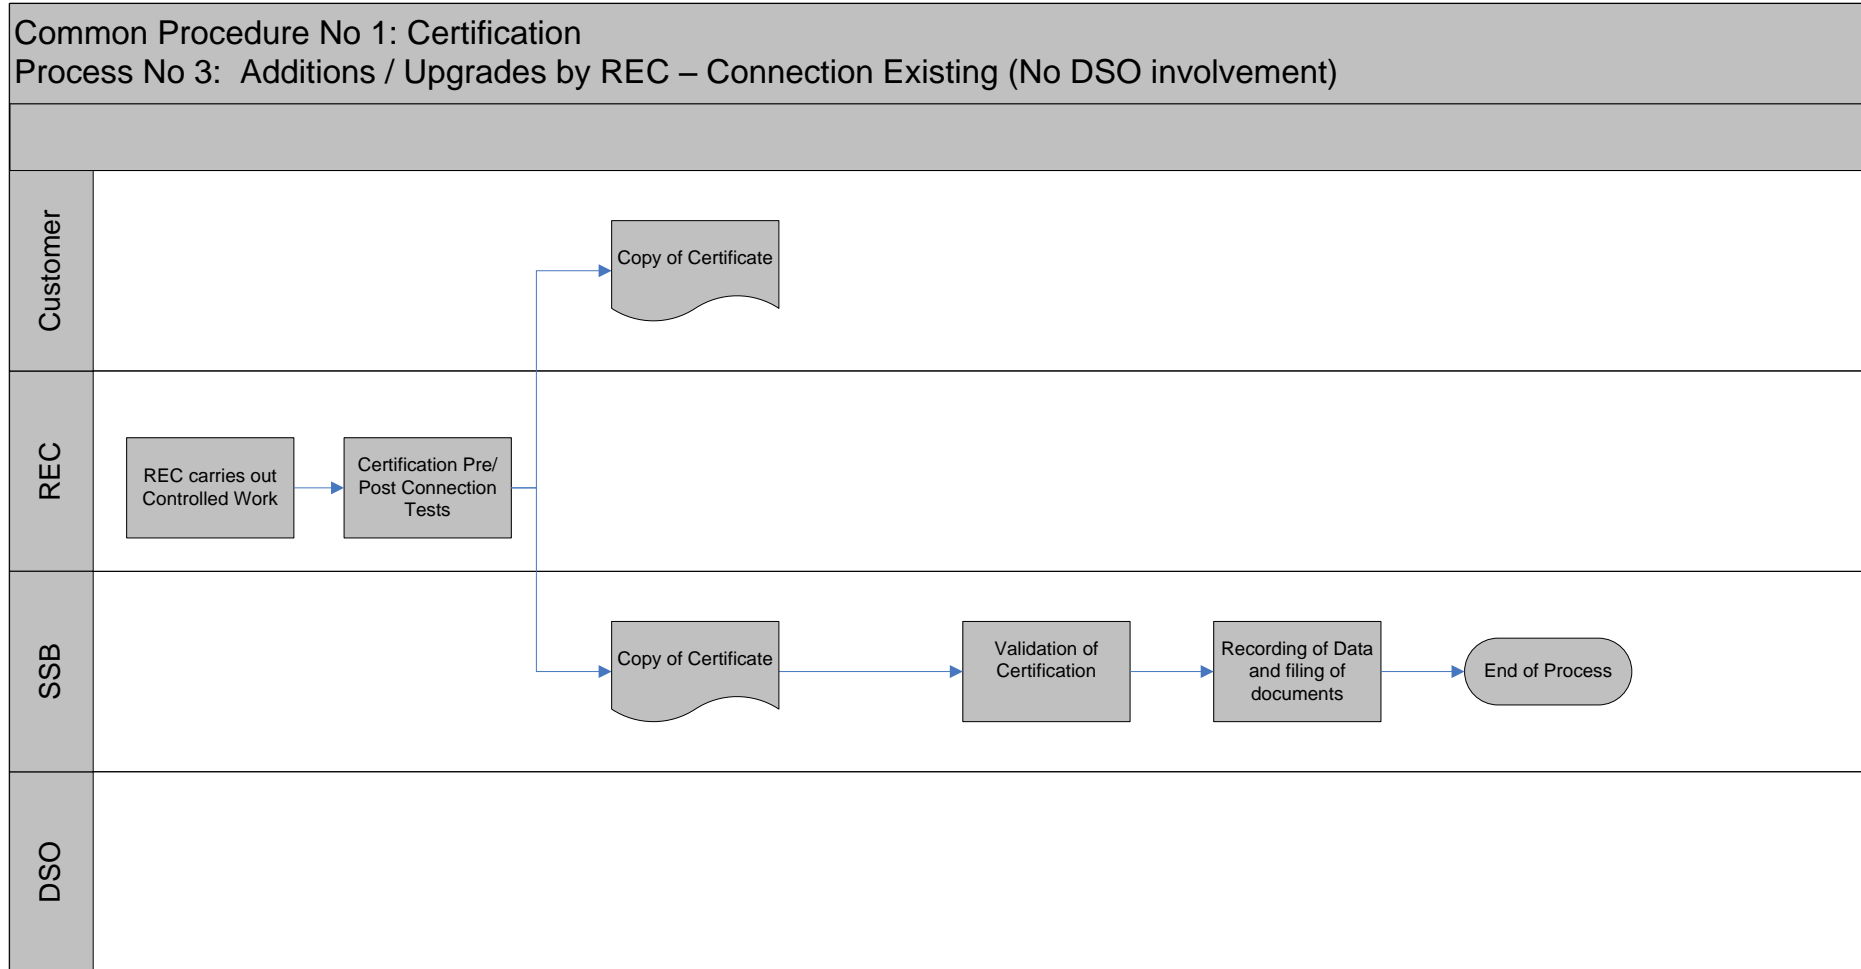 Common Procedure No 1: Certification
Process No 3:  Additions / Upgrades by REC – Connection Existing (No DSO involvement)
Customer
Copy of Certificate
REC
REC carries out
Controlled Work
Certification Pre/
Post Connection
Tests
SSB
Copy of Certificate
Validation of
Certification
Recording of Data
and filing of
documents
End of Process
DSO